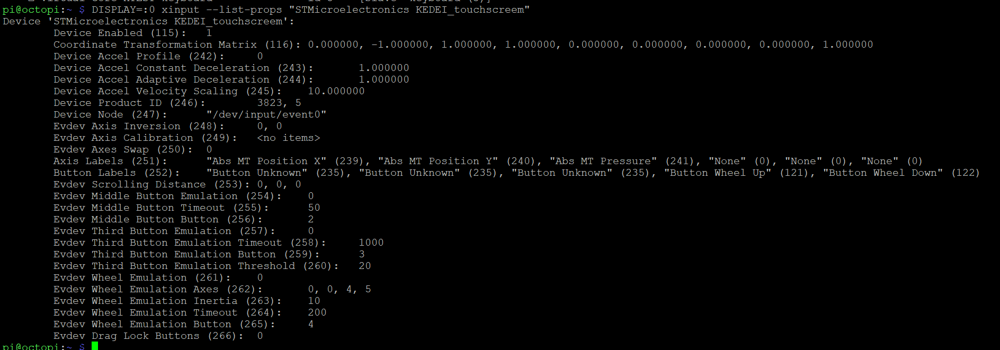 pi@octopi:~ $ DISPLAY=:0 xinput --list-props "STMicroelectronics KEDEI_touchscreem"
Device 'STMicroelectronics KEDEI_touchscreem':
Device Enabled (115): 1
Coordinate Transformation Matrix (116): 0.000000, -1.000000, 1.000000, 1.000000, 0.000000, 0.000000, 0.000000, 0.000000, 1.000000
Device Accel Profile (242): 0
Device Accel Constant Deceleration (243): 1.000000
Device Accel Adaptive Deceleration (244): 1.000000
Device Accel Velocity Scaling (245): 10.000000
Device Product ID (246): 3823, 5
Device Node (247): "/dev/input/event0"
Evdev Axis Inversion (248): 0, 0
Evdev Axis Calibration (249): <no items>
Evdev Axes Swap (250): 0
Axis Labels (251): "Abs MT Position X" (239), "Abs MT Position Y" (240), "Abs MT Pressure" (241), "None" (0), "None" (0), "None" (0)
Button Labels (252): "Button Unknown" (235), "Button Unknown" (235), "Button Unknown" (235), "Button Wheel Up" (121), "Button Wheel Down" (122)
Evdev Scrolling Distance (253): 0, 0, 0
Evdev Middle Button Emulation (254): 0
Evdev Middle Button Timeout (255): 50
Evdev Middle Button Button (256): 2
Evdev Third Button Emulation (257): 0
Evdev Third Button Emulation Timeout (258): 1000
Evdev Third Button Emulation Button (259): 3
Evdev Third Button Emulation Threshold (260): 20
Evdev Wheel Emulation (261): 0
Evdev Wheel Emulation Axes (262): 0, 0, 4, 5
Evdev Wheel Emulation Inertia (263): 10
Evdev Wheel Emulation Timeout (264): 200
Evdev Wheel Emulation Button (265): 4
Evdev Drag Lock Buttons (266): 0
pi@octopi:~ $